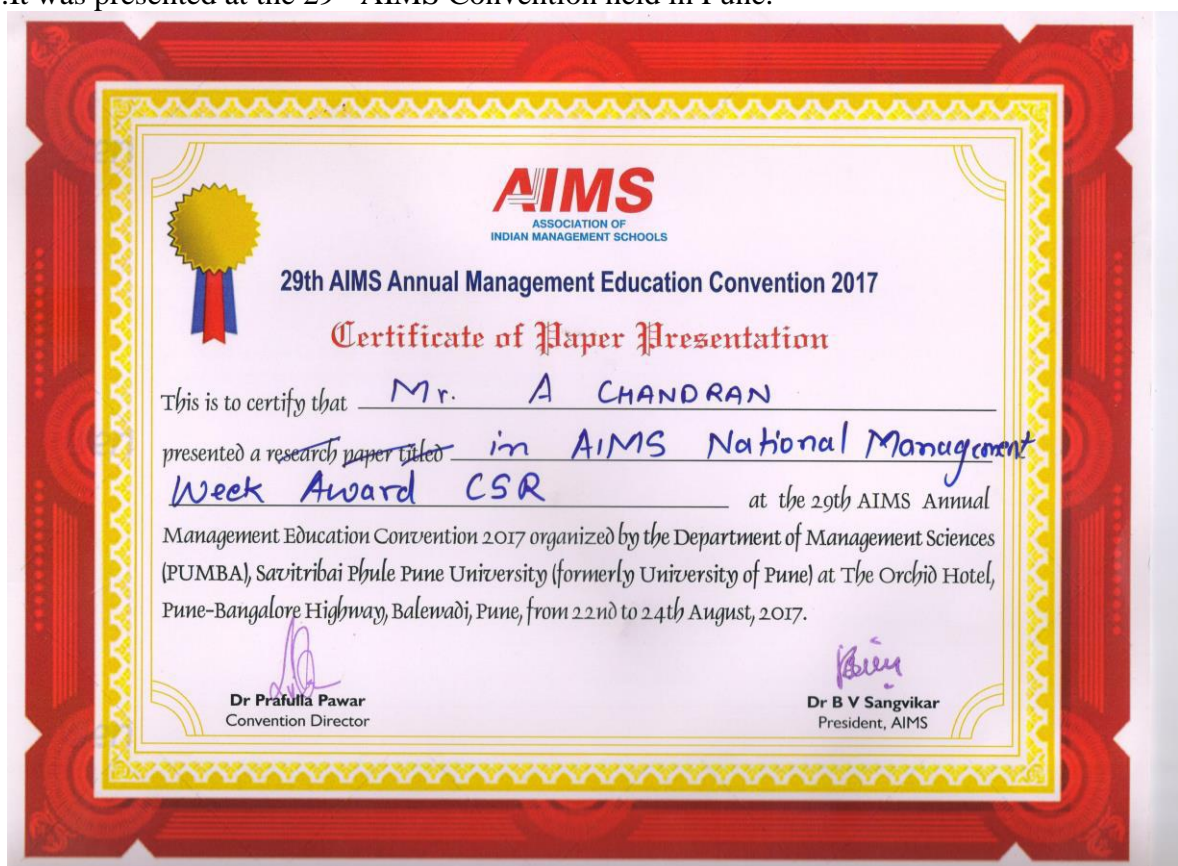 .It was presented at the 29 AIMS Convention held in Pune.
AIMS
ASSOCIATION OF
INDIAN MANAGEMENT SCHOOLS
29th AIMS Annual Management Education Convention 2017
Certificate of Paper Presentation
This is to certify that Mr. A CHANDRAN
presented a research paper titled in AIMS National Management
Week Award CSR at the 29th AIMS Annual
Management Education Convention 2017 organized by the Department of Management Sciences
(PUMBA), Savitribai Phule Pune University (formerly University of Pune) at The Orchid Hotel,
Pune-Bangalore Highway, Balewadi, Pune, from 22nd to 24th August, 2017.
Dr Prafulla Pawar
Convention Director
Dr B V Sangvikar
President, AIMS